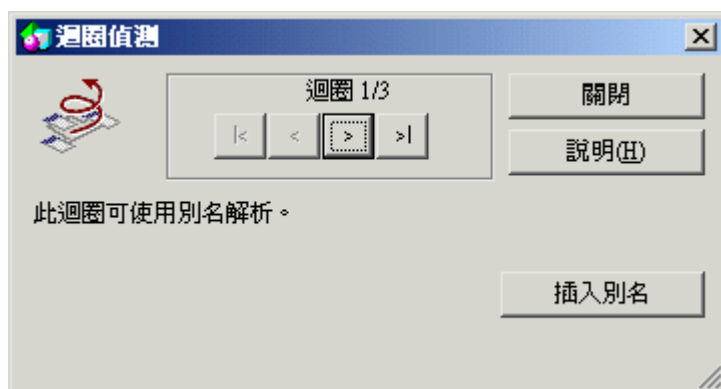 迴圈偵測
迴圈 1/3
|< < > >|
關閉
說明(H)
此迴圈可使用別名解析。
插入別名